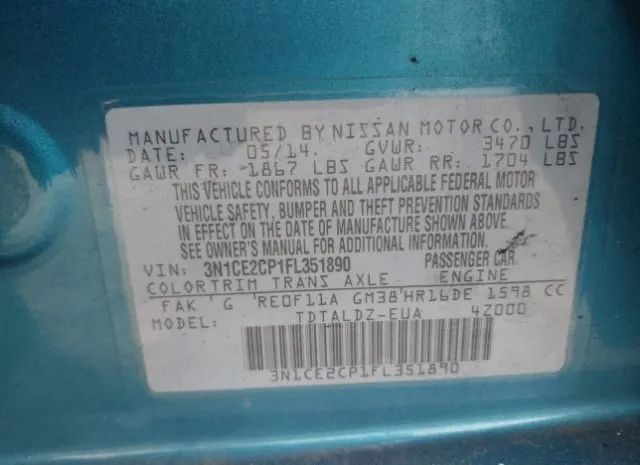 MANUFACTURED BY NISSAN MOTOR CO., LTD.
DATE: 05/14. GVWR: 3470 LBS
GAWR FR: 1867 LBS GAWR RR: 1704 LBS
THIS VEHICLE CONFORMS TO ALL APPLICABLE FEDERAL MOTOR
VEHICLE SAFETY, BUMPER AND THEFT PREVENTION STANDARDS
IN EFFECT ON THE DATE OF MANUFACTURE SHOWN ABOVE.
SEE OWNER'S MANUAL FOR ADDITIONAL INFORMATION.
VIN: 3N1CE2CP1FL351890 PASSENGER CAR.
COLOR TRIM TRANS AXLE ENGINE
FAK G RE0F11A GM38 HR16DE 1598 CC
MODEL: TDTALDZ-EUA 4Z000
3N1CE2CP1FL351890